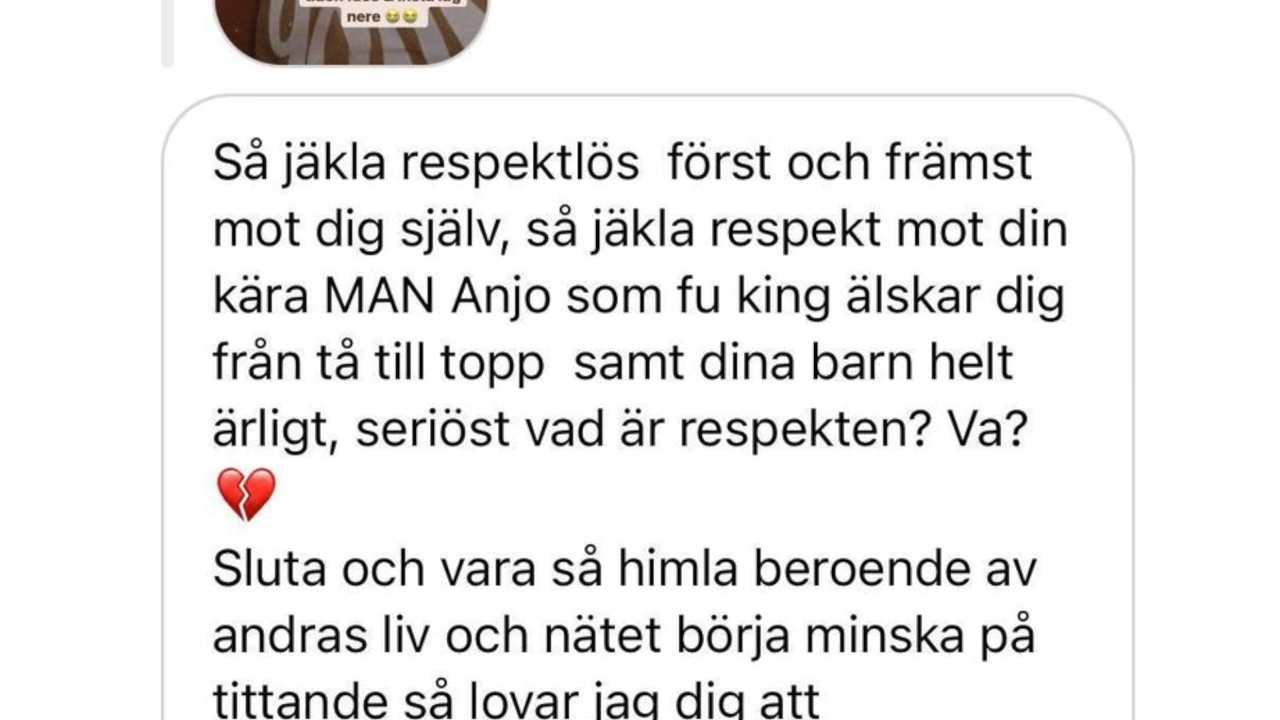 nere 😭😭
Så jäkla respektlös  först och främst
mot dig själv, så jäkla respekt mot din
kära MAN Anjo som fu king älskar dig
från tå till topp  samt dina barn helt
ärligt, seriöst vad är respekten? Va?
💔
Sluta och vara så himla beroende av
andras liv och nätet börja minska på
tittande så lovar jag dig att